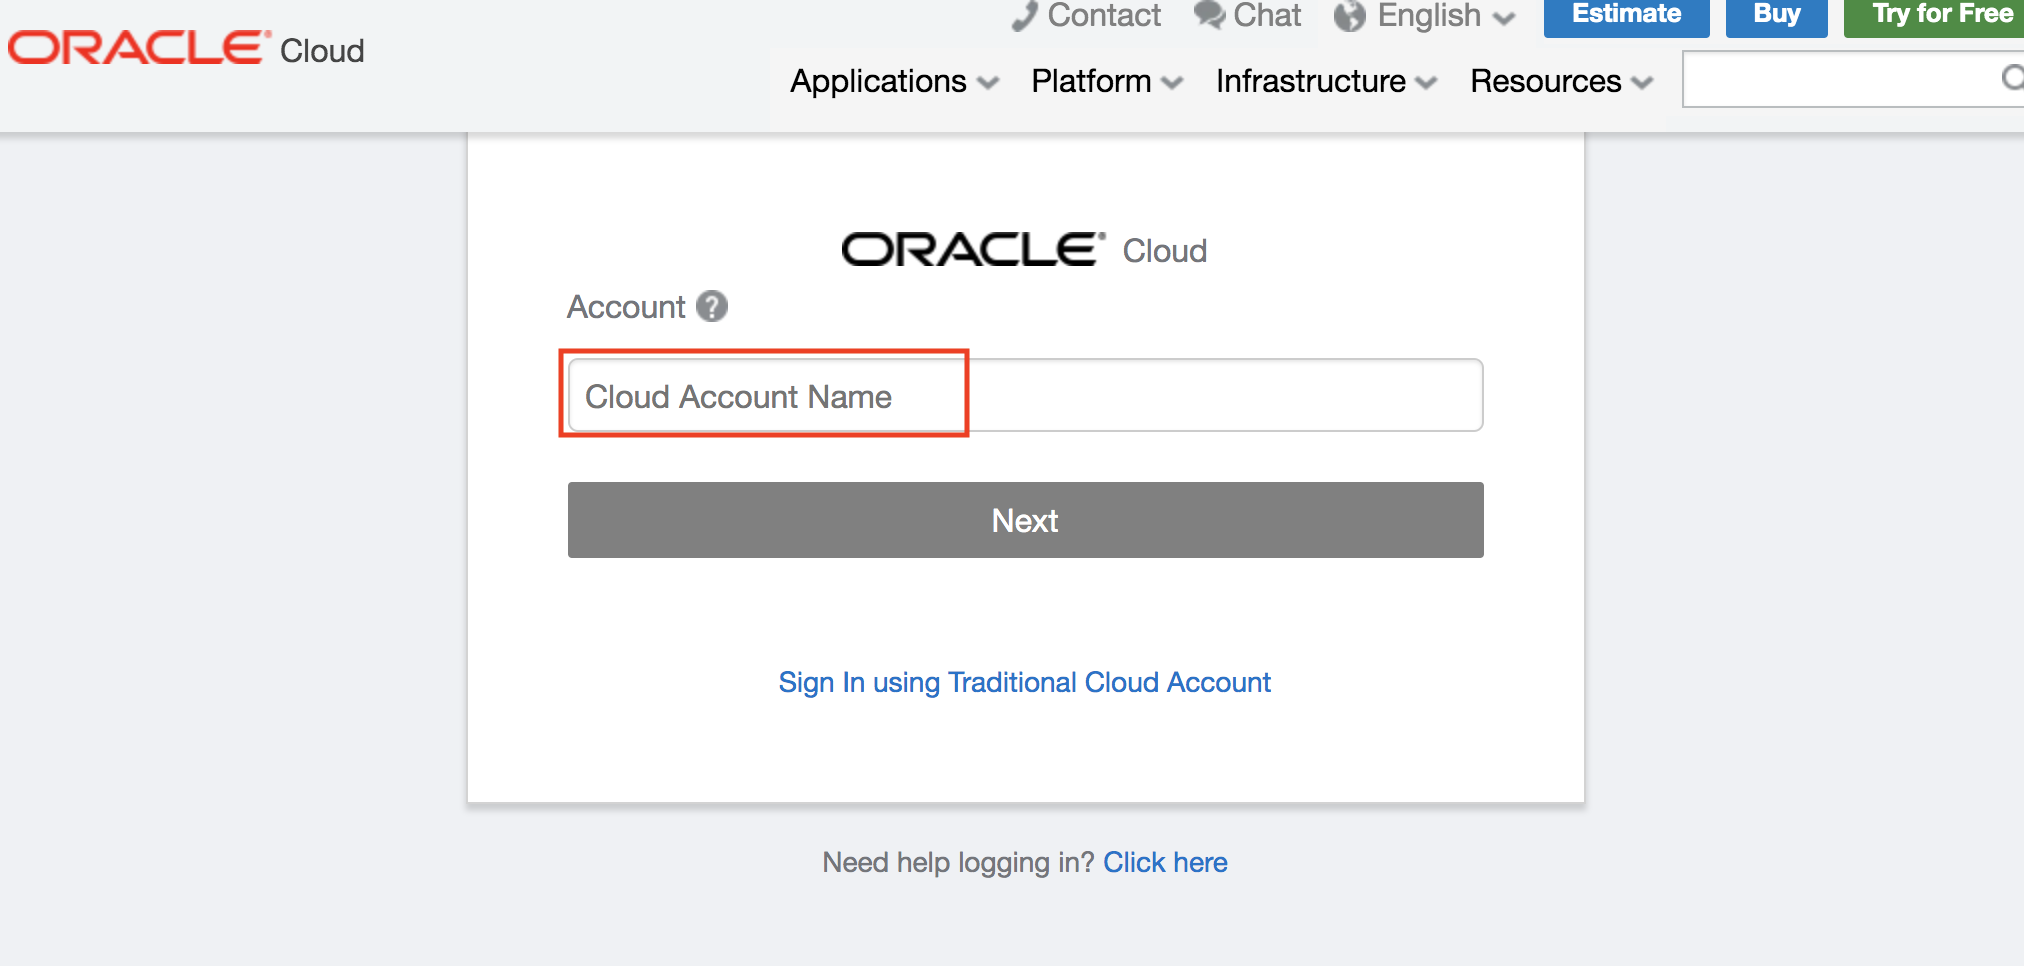 Contact Chat English Estimate Buy Try for Free
ORACLE® Cloud
Applications Platform Infrastructure Resources
ORACLE® Cloud
Account ?
Cloud Account Name
Next
Sign In using Traditional Cloud Account
Need help logging in? Click here